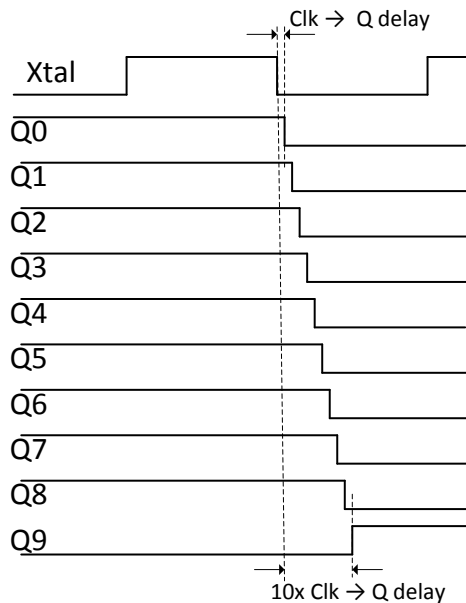 Clk → Q delay
Xtal
Q0
Q1
Q2
Q3
Q4
Q5
Q6
Q7
Q8
Q9
10x Clk → Q delay